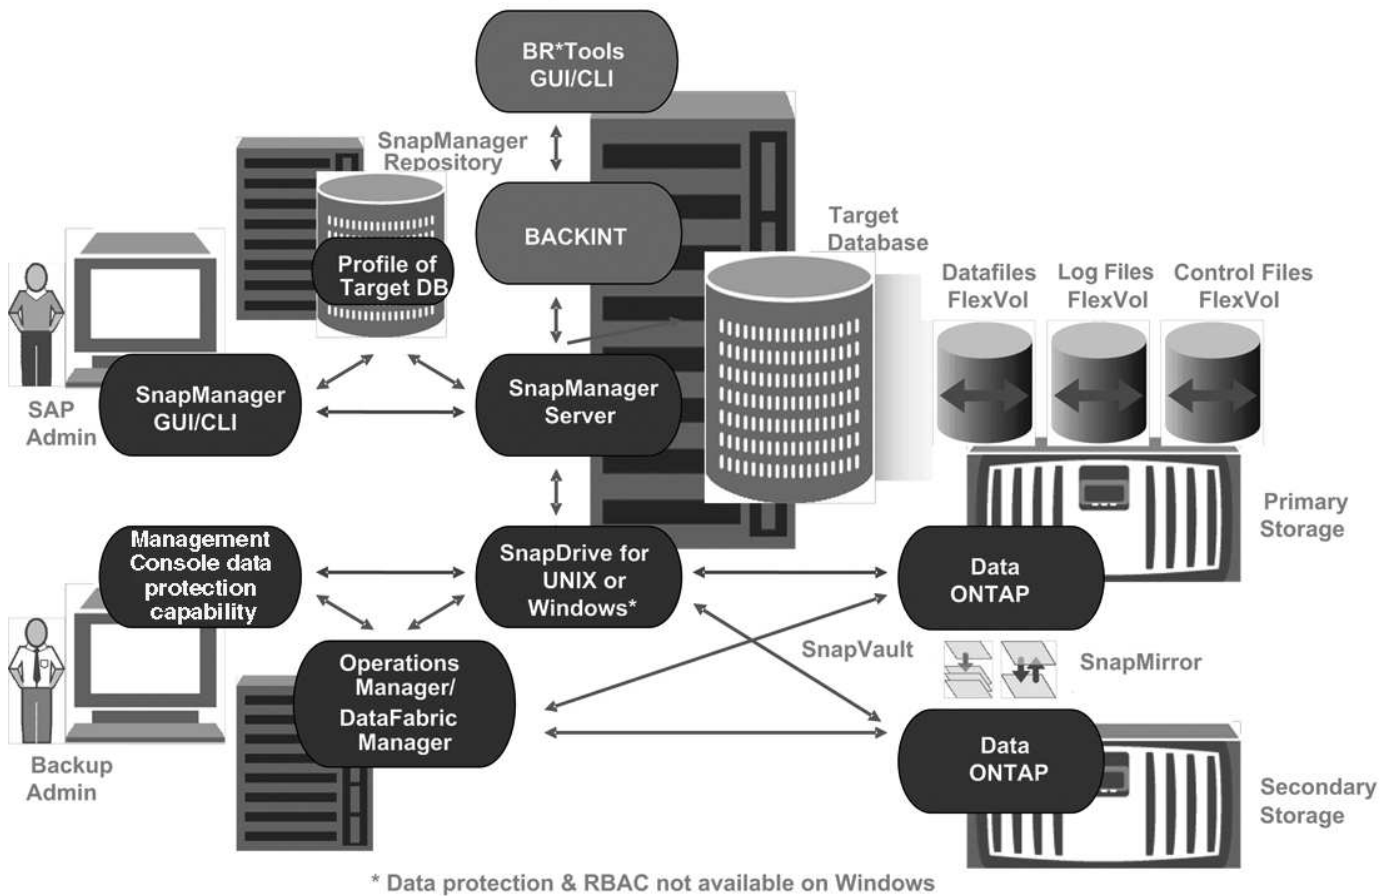 BR*Tools
GUI/CLI
SnapManager
Repository
BACKINT
Target
Database
Profile of
Target DB
Datafiles
FlexVol
Log Files
FlexVol
Control Files
FlexVol
SAP
Admin
SnapManager
GUI/CLI
SnapManager
Server
Primary
Storage
Management
Console data
protection
capability
SnapDrive for
UNIX or
Windows*
Data
ONTAP
SnapVault
SnapMirror
Operations
Manager/
DataFabric
Manager
Backup
Admin
Data
ONTAP
Secondary
Storage
* Data protection & RBAC not available on Windows